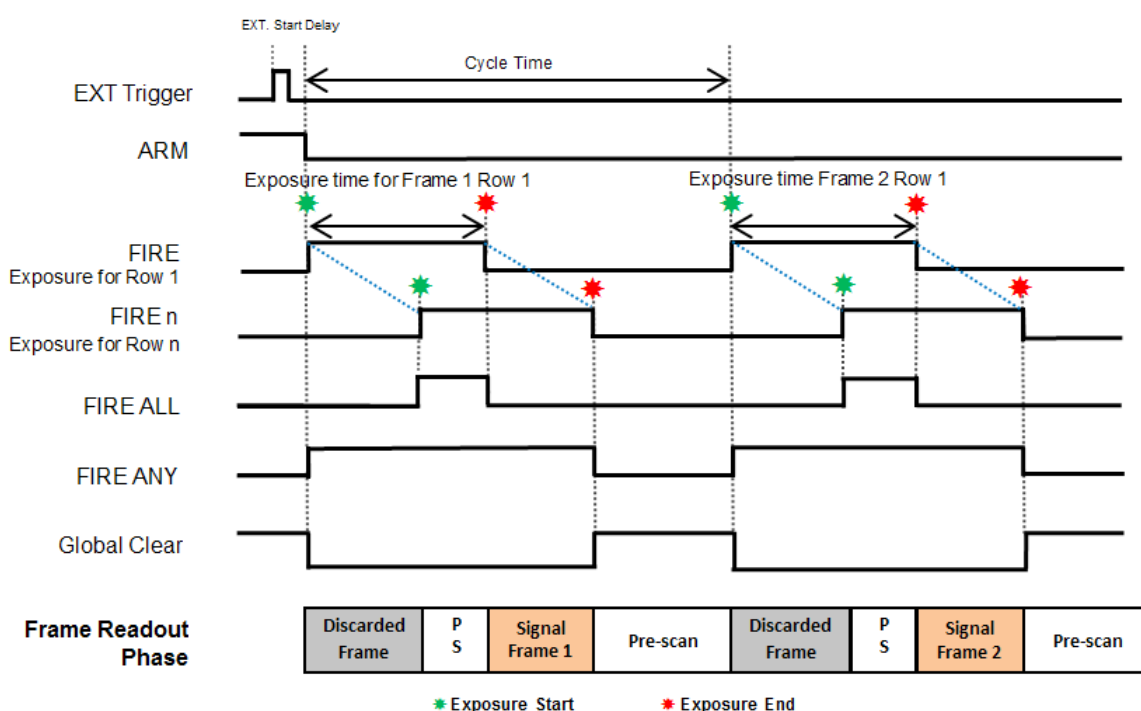 EXT. Start Delay
Cycle Time
EXT Trigger
ARM
Exposure time for Frame 1 Row 1
Exposure time Frame 2 Row 1
FIRE
Exposure for Row 1
FIRE n
Exposure for Row n
FIRE ALL
FIRE ANY
Global Clear
Frame Readout
Phase
Discarded
Frame
P
S
Signal
Frame 1
Pre-scan
Discarded
Frame
P
S
Signal
Frame 2
Pre-scan
Exposure Start
Exposure End